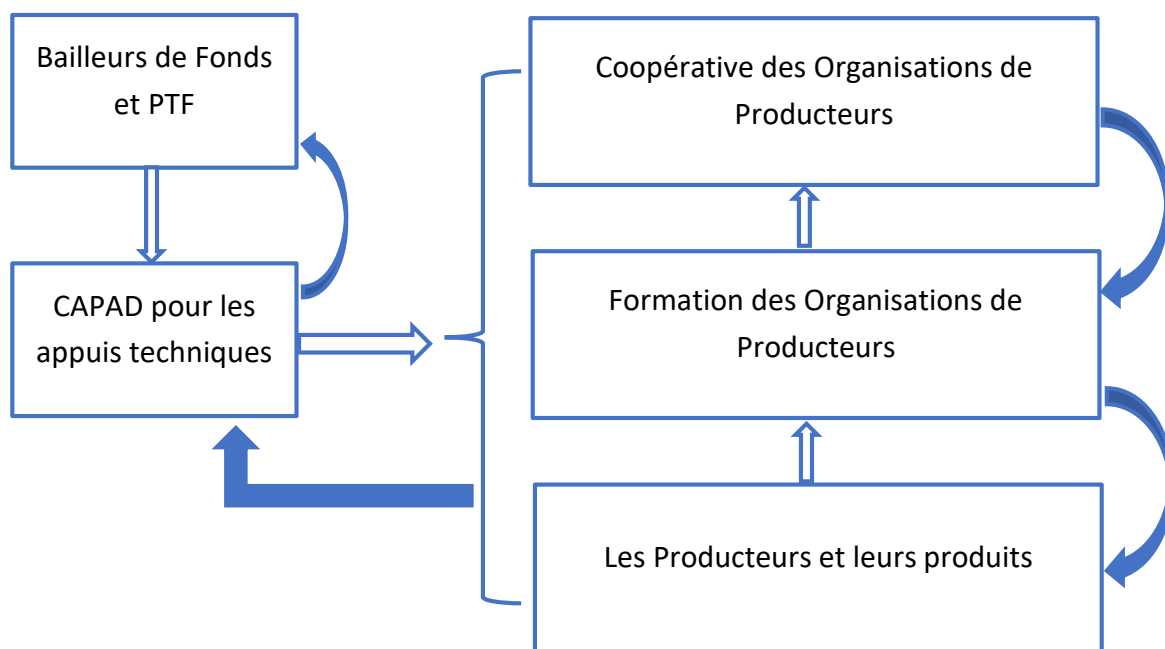 Bailleurs de Fonds
et PTF
CAPAD pour les
appuis techniques
Coopérative des Organisations de
Producteurs
Formation des Organisations de
Producteurs
Les Producteurs et leurs produits